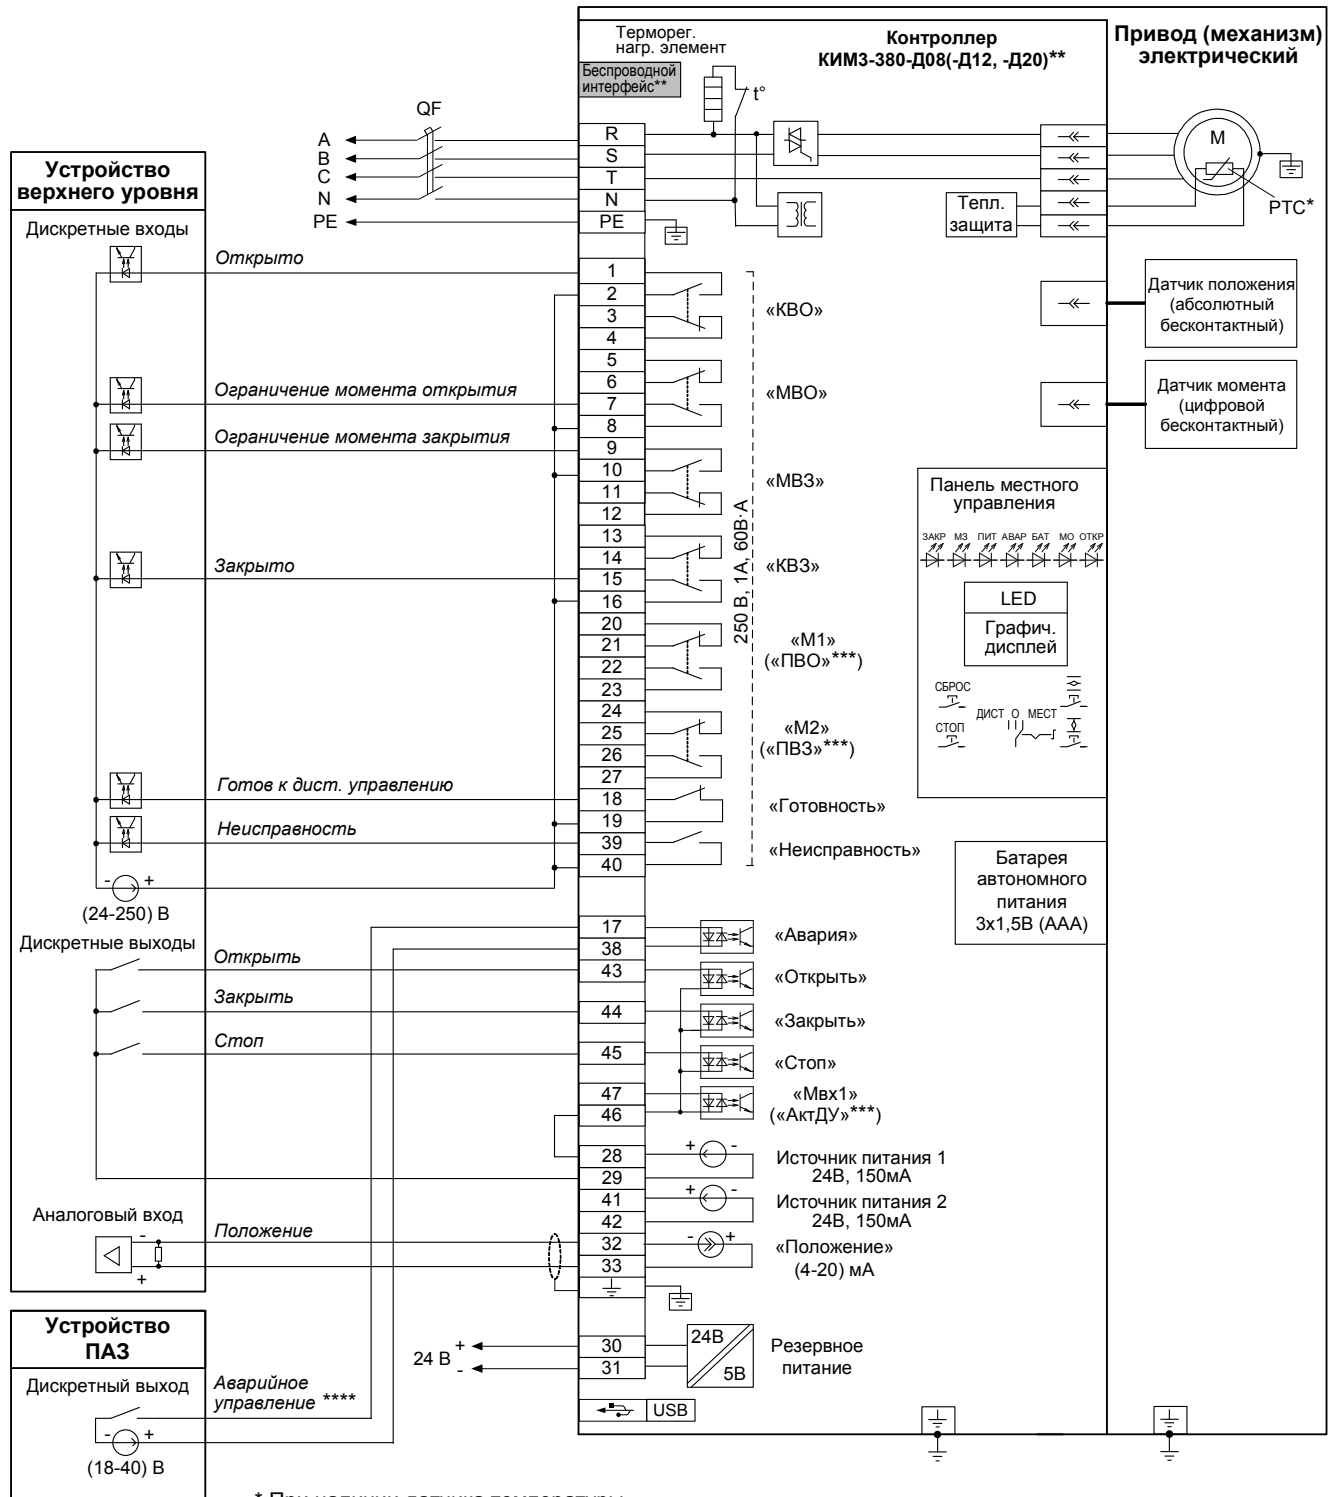 Терморег.
нагр. элемент
Контроллер
КИМ3-380-Д08(-Д12, -Д20)**
Привод (механизм)
электрический
Беспроводной
интерфейс**
t°
QF
A
B
C
N
PE
R
S
T
N
PE
M
PTC*
Тепл.
защита
Устройство
верхнего уровня
Дискретные входы
Открыто
Ограничение момента открытия
Ограничение момента закрытия
Закрыто
Готов к дист. управлению
Неисправность
- +
(24-250) В
1
2
3
4
5
6
7
8
9
10
11
12
13
14
15
16
20
21
22
23
24
25
26
27
18
19
39
40
«КВО»
«МВО»
«МВЗ»
«КВЗ»
«М1»
(«ПВО»***)
«М2»
(«ПВЗ»***)
«Готовность»
«Неисправность»
250 В, 1А, 60В·А
Датчик положения
(абсолютный
бесконтактный)
Датчик момента
(цифровой
бесконтактный)
Панель местного
управления
ЗАКР МЗ ПИТ АВАР БАТ МО ОТКР
LED
Графич.
дисплей
СБРОС
СТОП
ДИСТ О МЕСТ
Батарея
автономного
питания
3х1,5В (ААА)
Дискретные выходы
Открыть
Закрыть
Стоп
17
38
43
44
45
47
46
28
29
41
42
32
33
«Авария»
«Открыть»
«Закрыть»
«Стоп»
«Мвх1»
(«АктДУ»***)
+ -
Источник питания 1
24В, 150мА
+ -
Источник питания 2
24В, 150мА
- +
«Положение»
(4-20) мА
Аналоговый вход
-
+
Положение
24 В
+
-
30
31
24В
5В
Резервное
питание
USB
Устройство
ПАЗ
Дискретный выход
Аварийное
управление ****
- +
(18-40) В
* При наличии датчика температуры